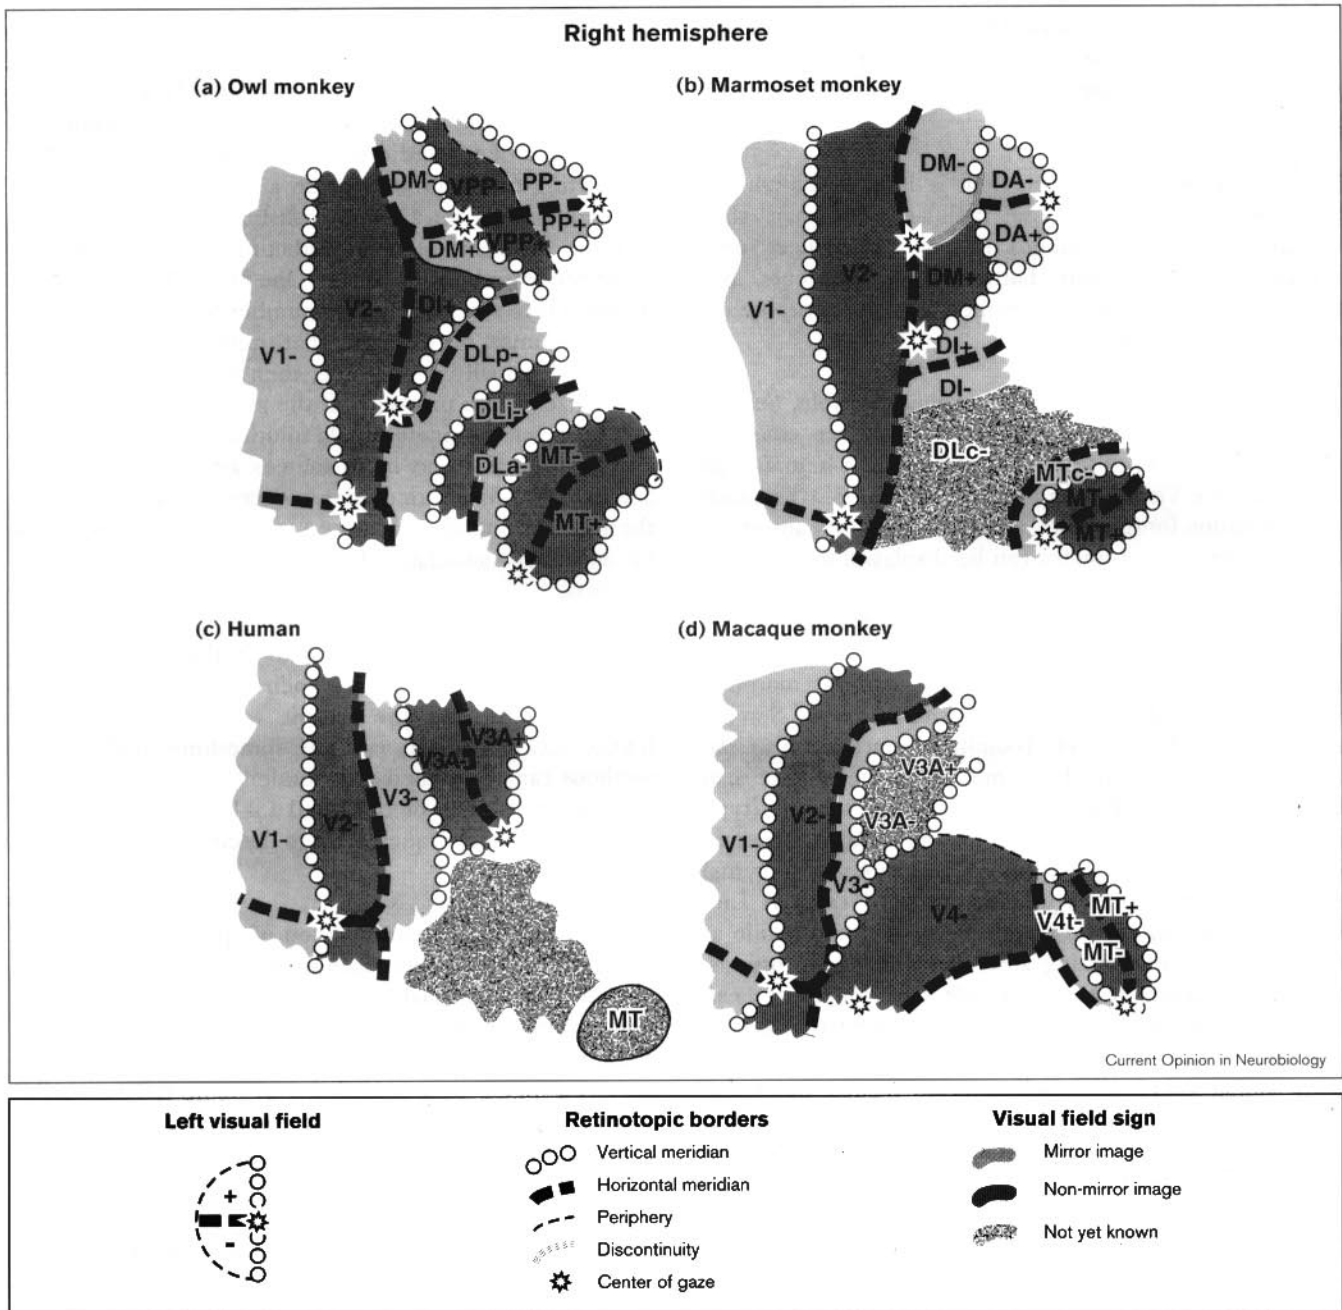 Right hemisphere
(a) Owl monkey
(b) Marmoset monkey
DM-
VPP-
PP-
PP+
DM+
VPP+
V2-
DI+
V1-
DLp-
DLi-
DLa-
MT-
MT+
DM-
DA-
DA+
V2-
DM+
V1-
DI+
DI-
DLc-
MTc-
MT-
MT+
(c) Human
(d) Macaque monkey
V3A+
V3A-
V3-
V2-
V1-
MT
V3A+
V2-
V3A-
V1-
V3-
V4-
V4t-
MT+
MT-
Current Opinion in Neurobiology
Left visual field
+
-
Retinotopic borders
Vertical meridian
Horizontal meridian
Periphery
Discontinuity
Center of gaze
Visual field sign
Mirror image
Non-mirror image
Not yet known